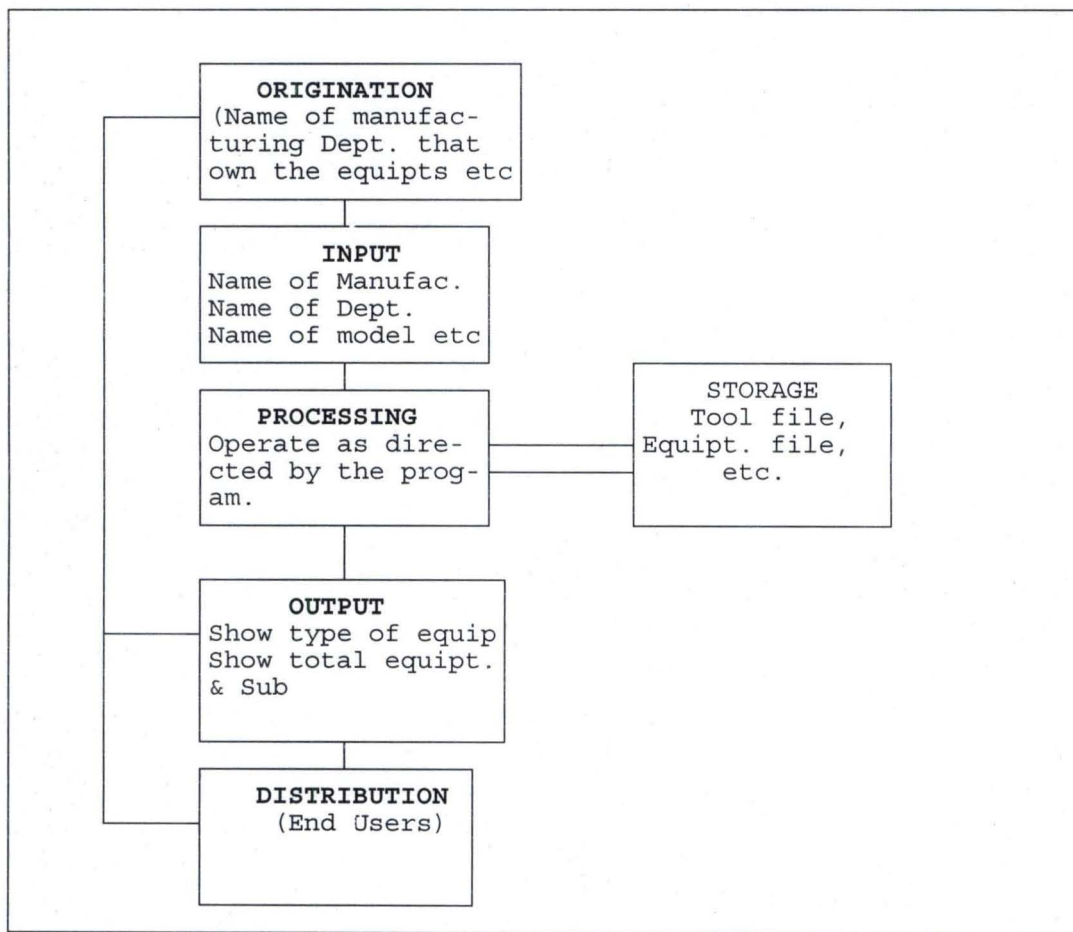 ORIGINATION
(Name of manufac-
turing Dept. that
own the equipts etc
INPUT
Name of Manufac.
Name of Dept.
Name of model etc
PROCESSING
Operate as dire-
cted by the prog-
am.
STORAGE
Tool file,
Equipt. file,
etc.
OUTPUT
Show type of equip
Show total equipt.
& Sub
DISTRIBUTION
(End Users)